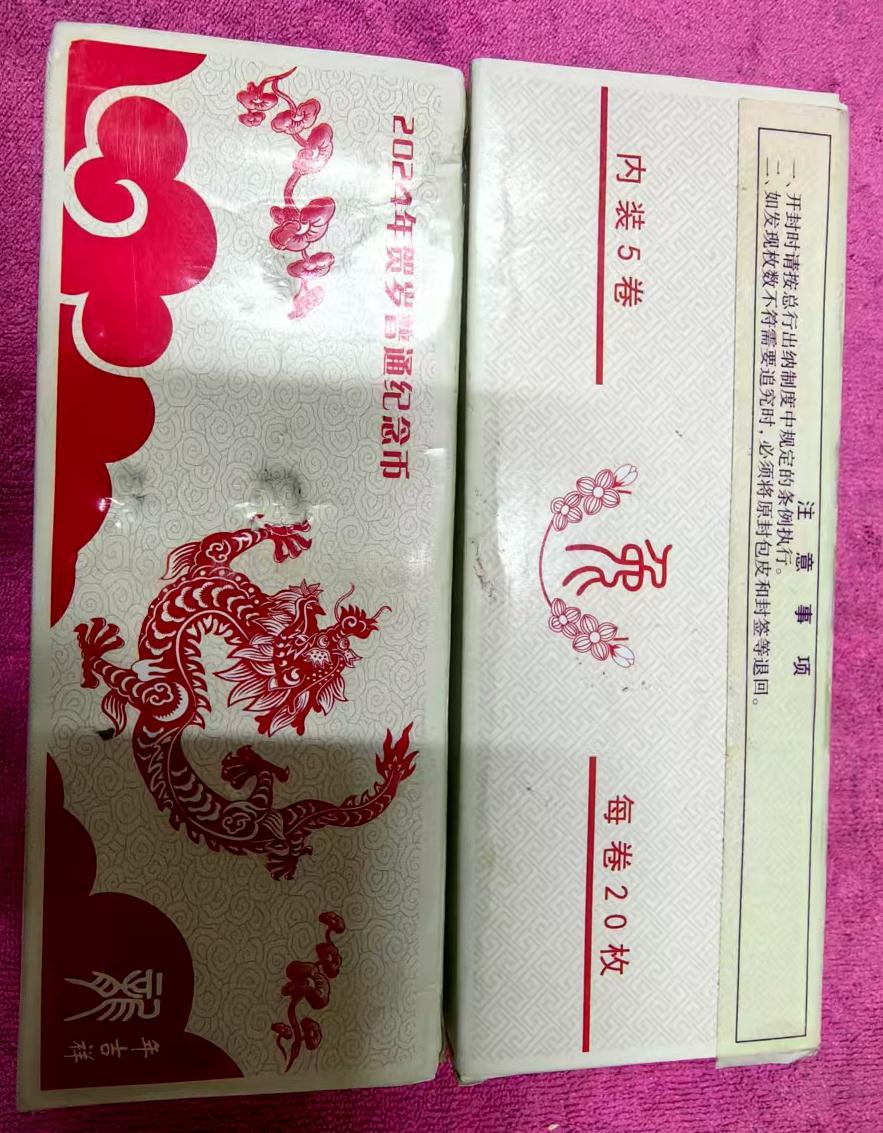 2024年贺岁普通纪念币
龍
年吉祥
注意事项
一、开封时请按总行出纳制度中规定的条例执行。
二、如发现枚数不符需要追究时，必须将原封包皮和封签等退回。
内装5卷
每卷20枚